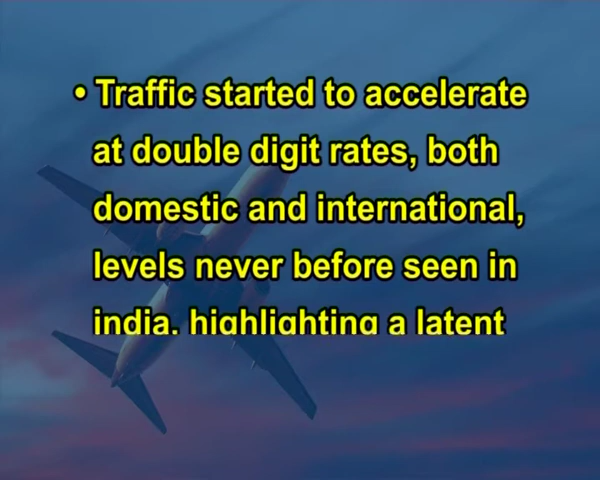 • Traffic started to accelerate
at double digit rates, both
domestic and international,
levels never before seen in
india, highlighting a latent